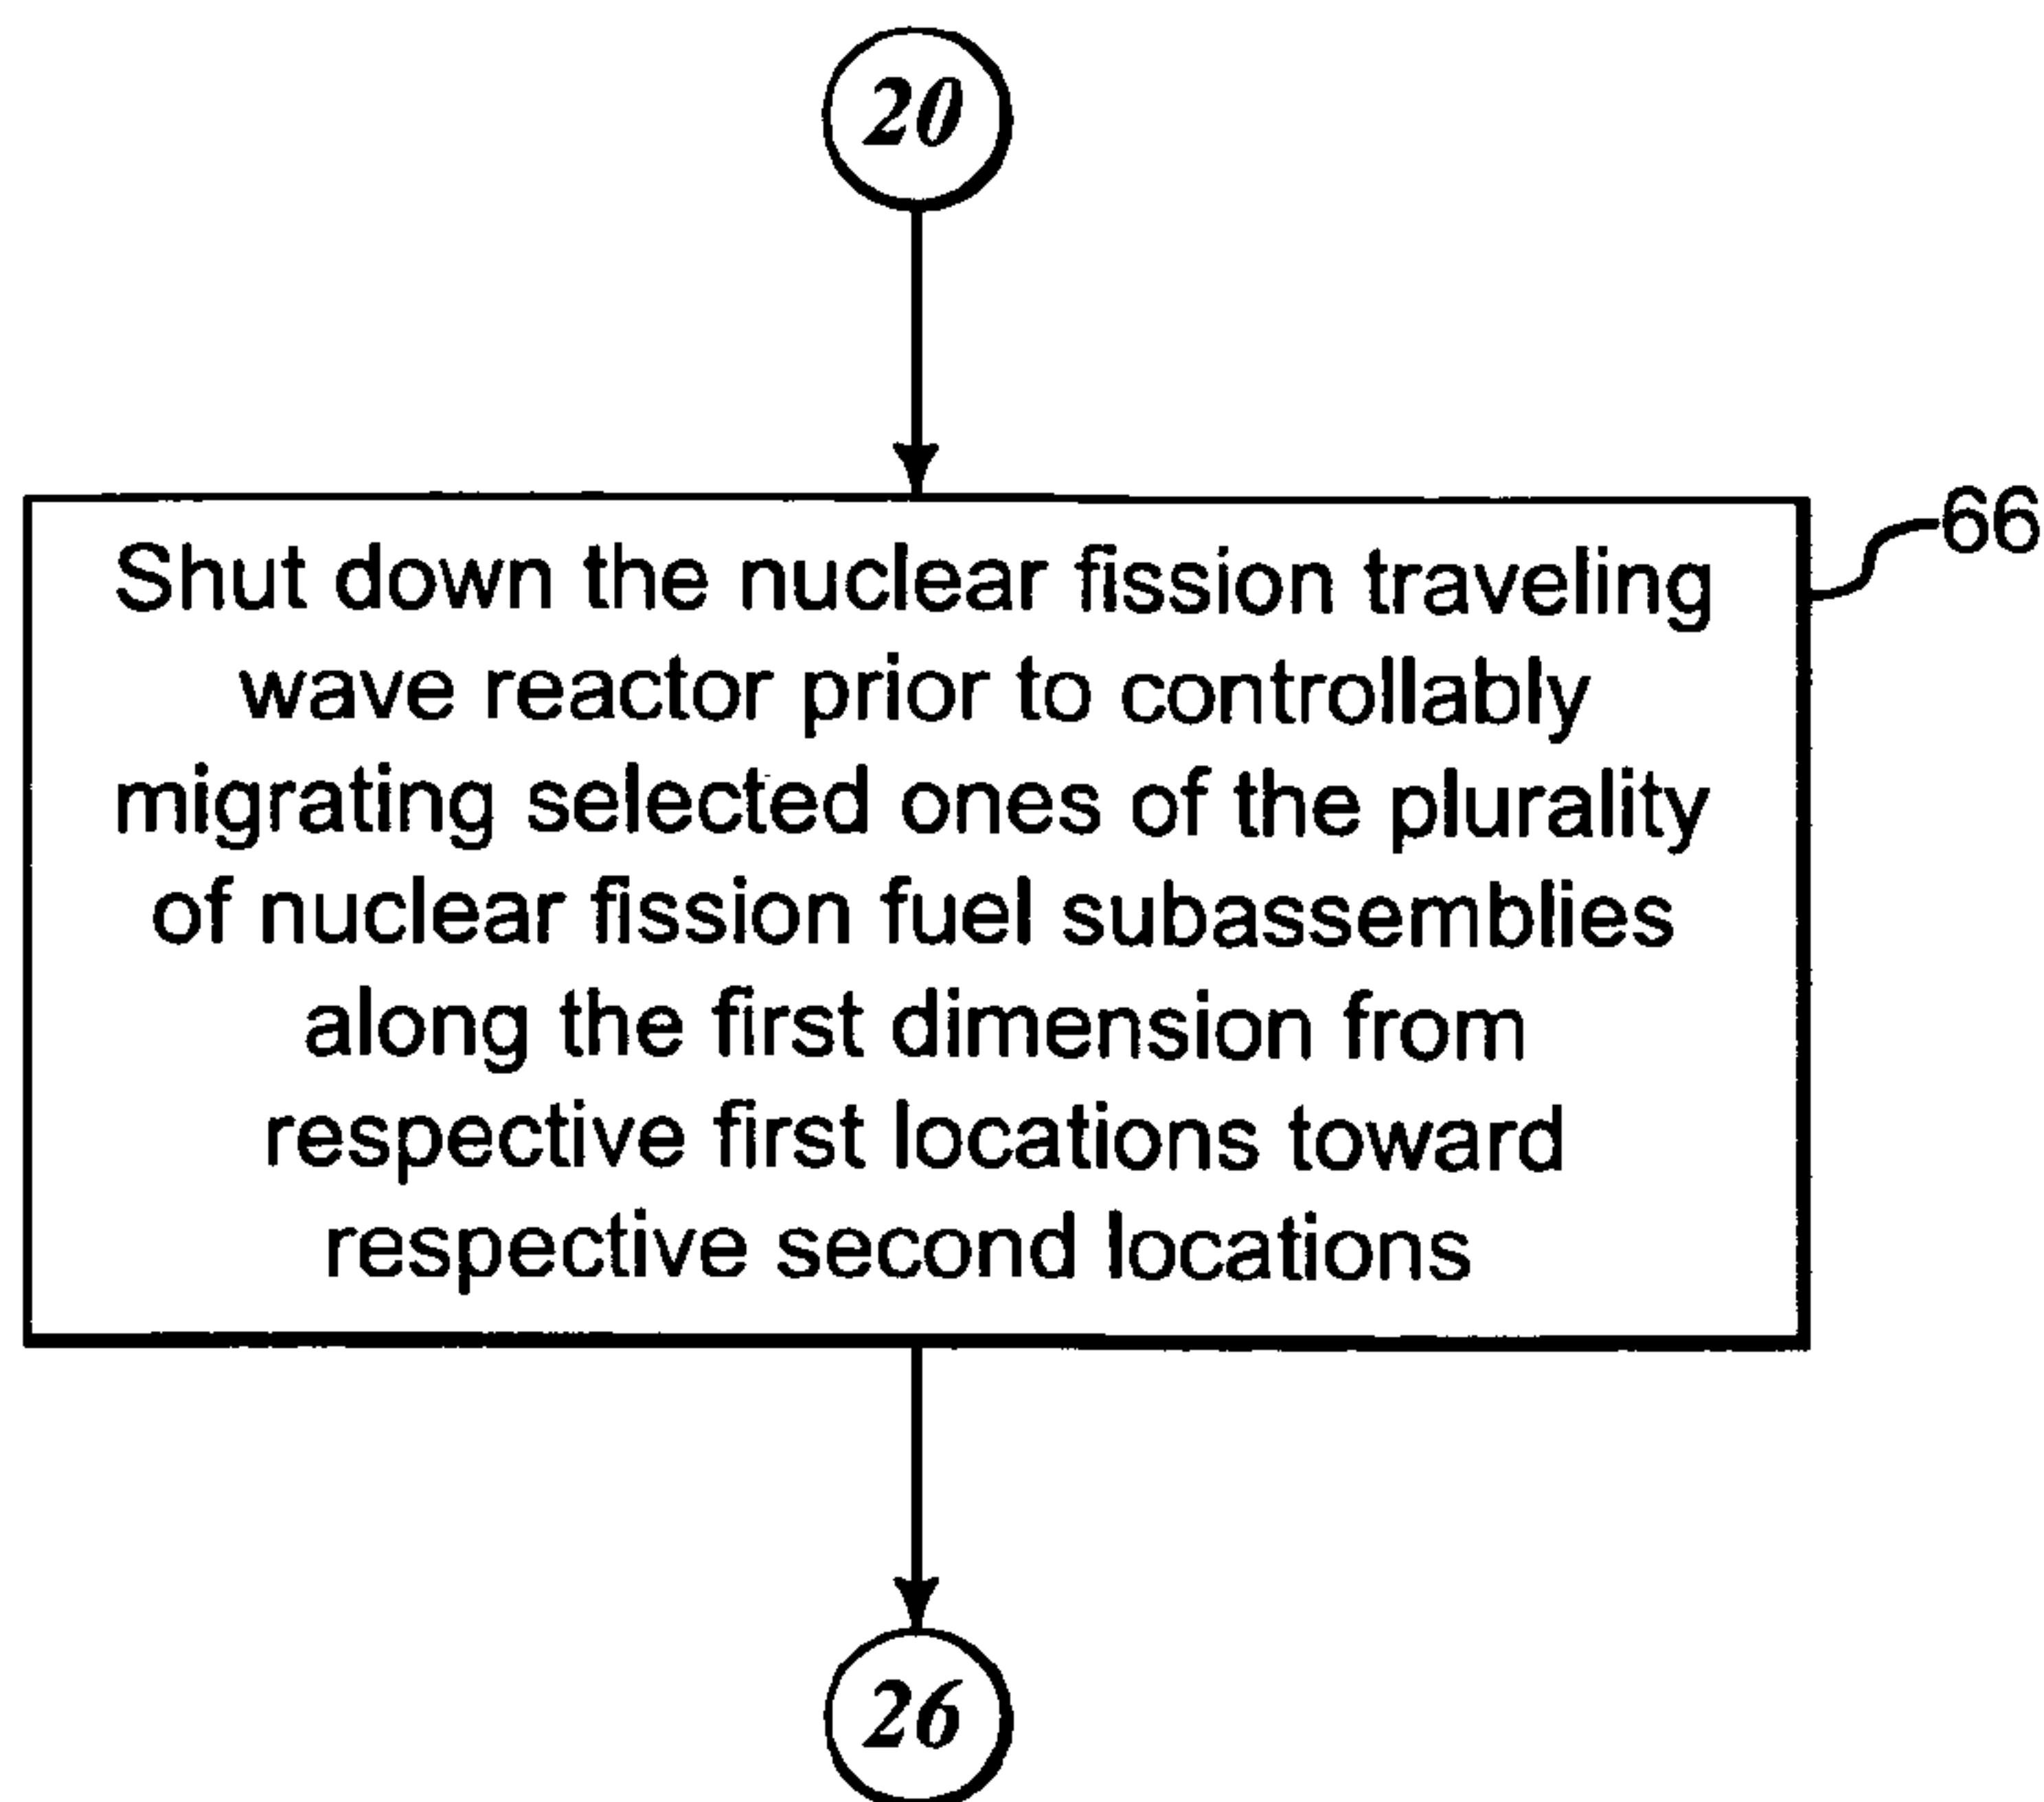 20
Shut down the nuclear fission traveling
66
wave reactor prior to controllably
migrating selected ones of the plurality
of nuclear fission fuel subassemblies
along the first dimension from
respective first locations toward
respective second locations
26